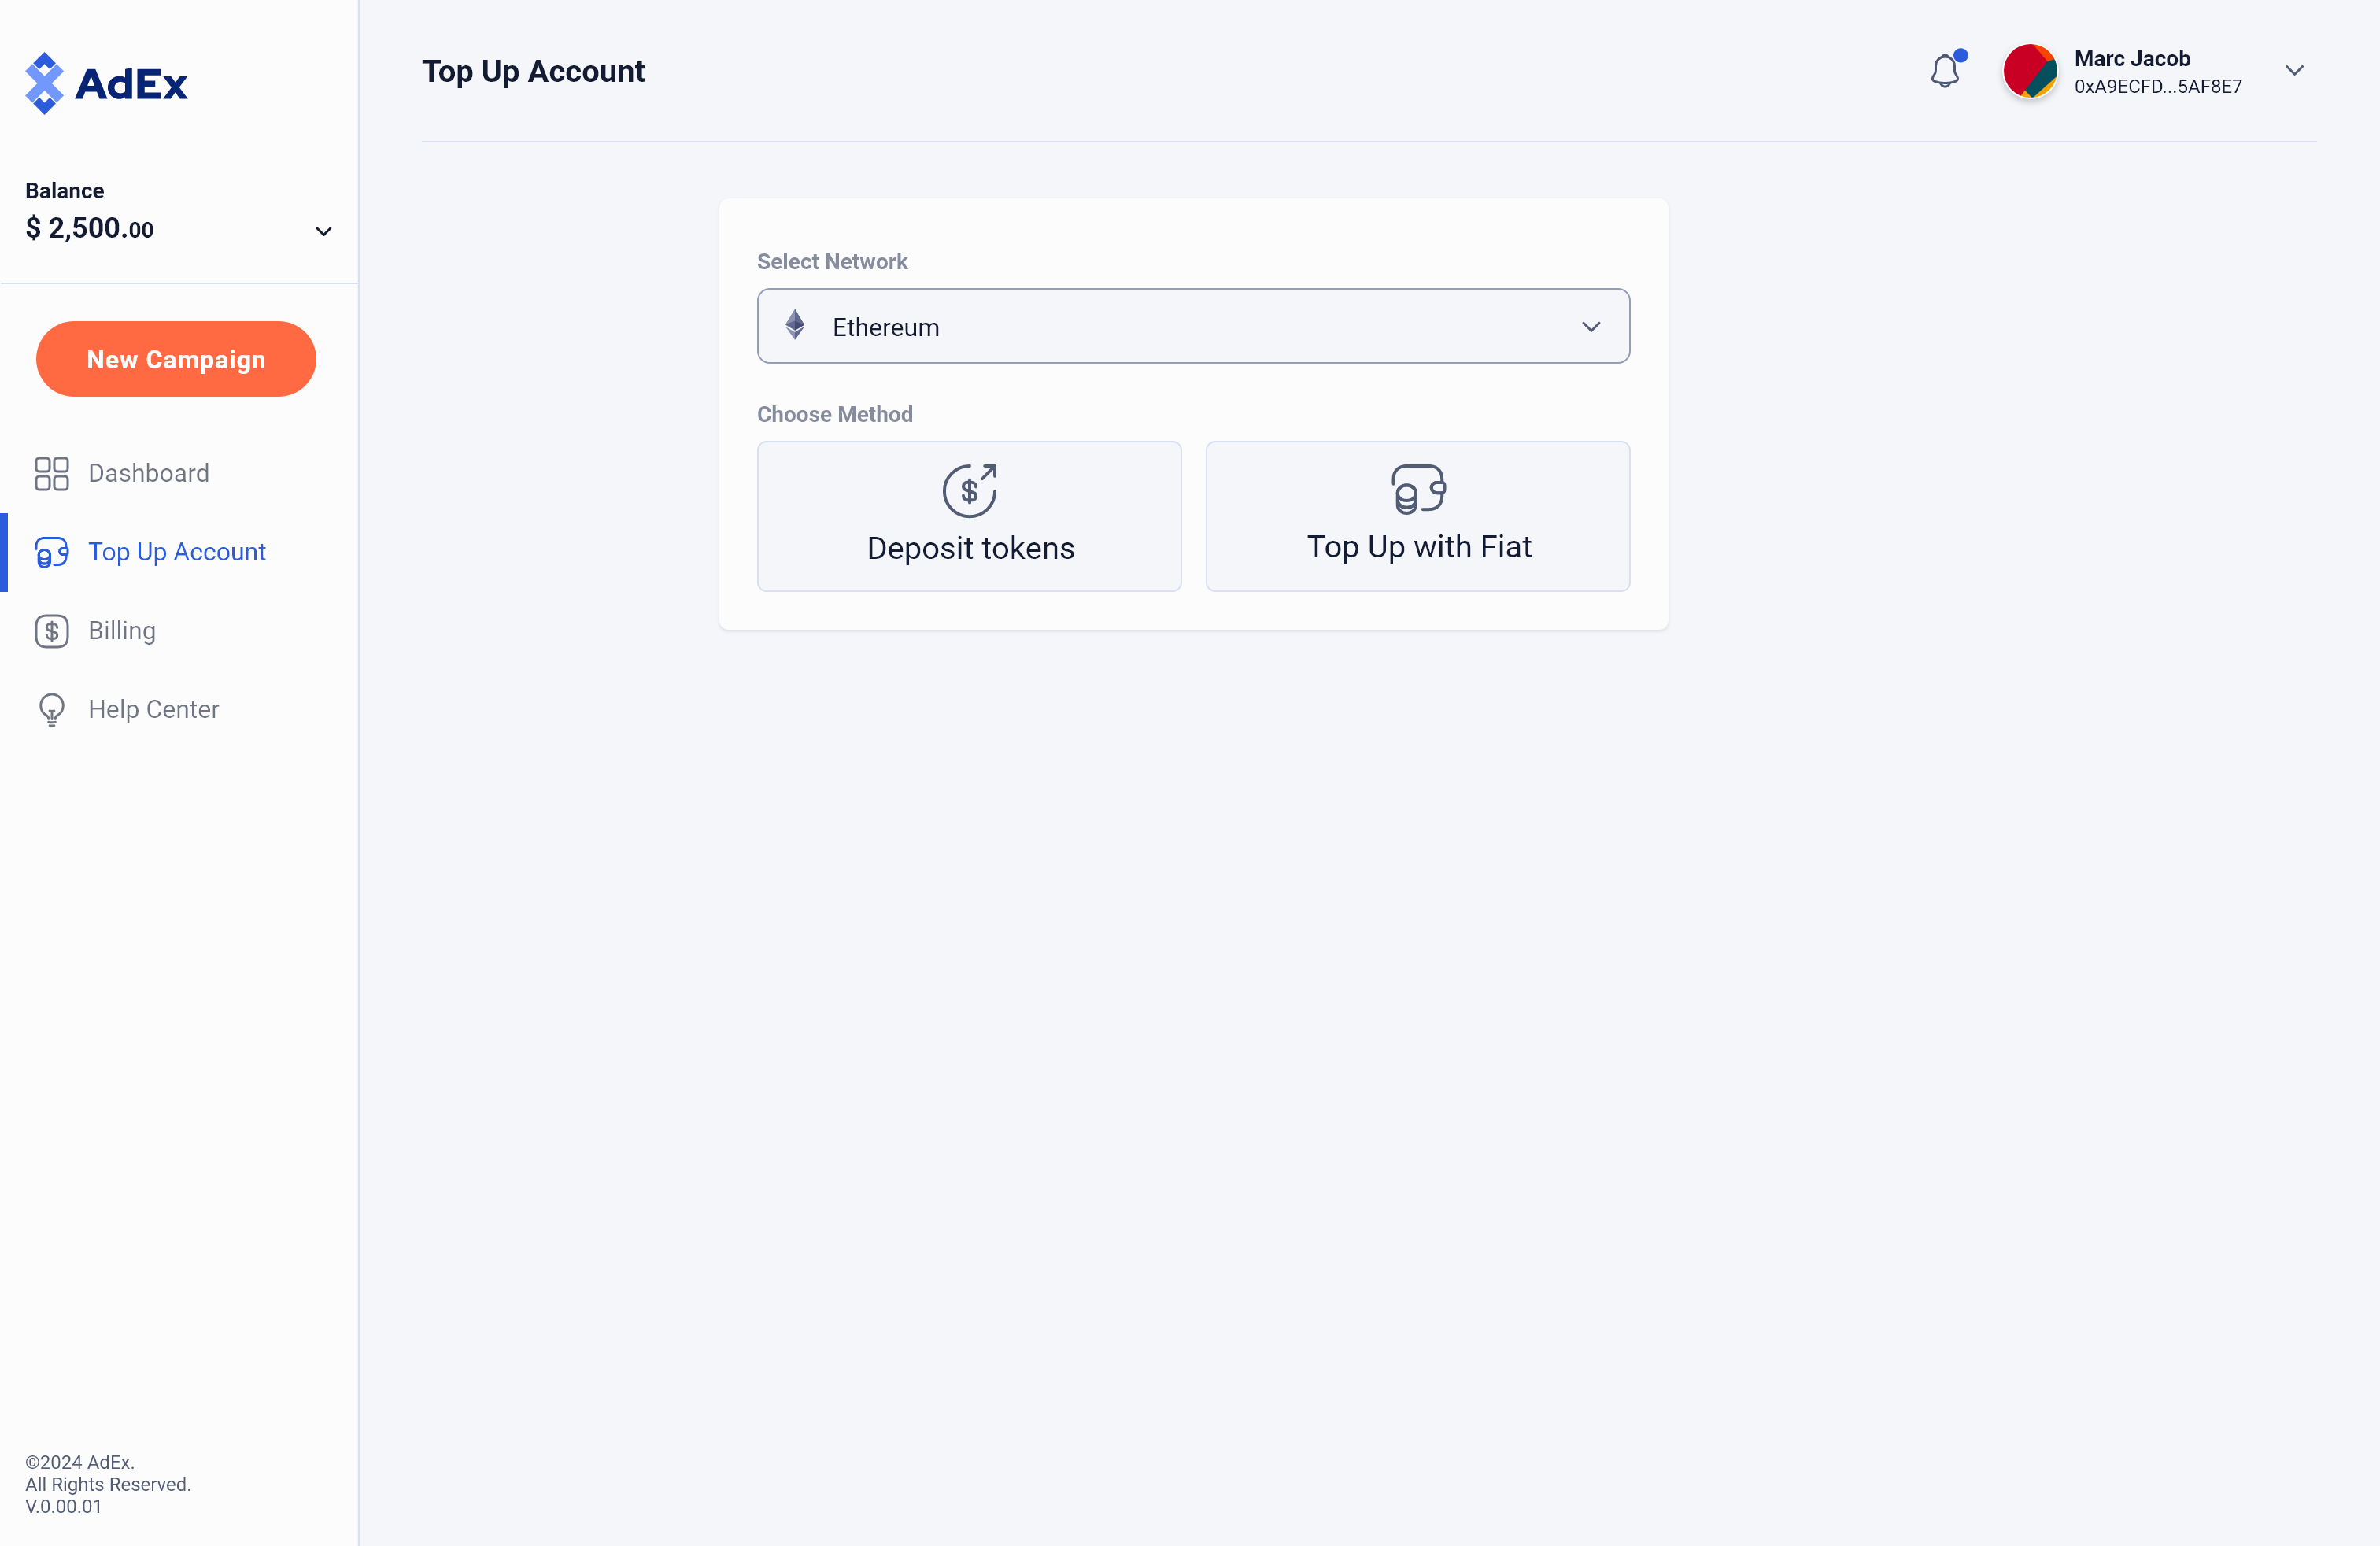 AdEx
Balance
$ 2,500.00
New Campaign
Dashboard
Top Up Account
Billing
Help Center
©2024 AdEx.
All Rights Reserved.
V.0.00.01
Top Up Account
Marc Jacob
0xA9ECFD...5AF8E7
Select Network
Ethereum
Choose Method
Deposit tokens
Top Up with Fiat